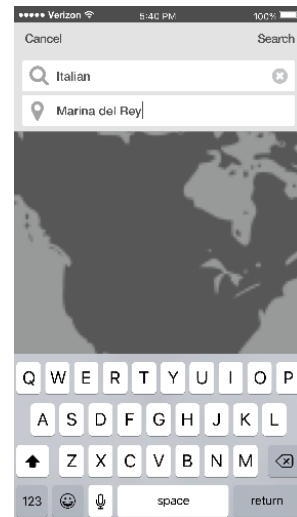 Verizon 5:40 PM 100%
Cancel Search
Italian
Marina del Rey
Q W E R T Y U I O P
A S D F G H J K L
Z X C V B N M
123 space return